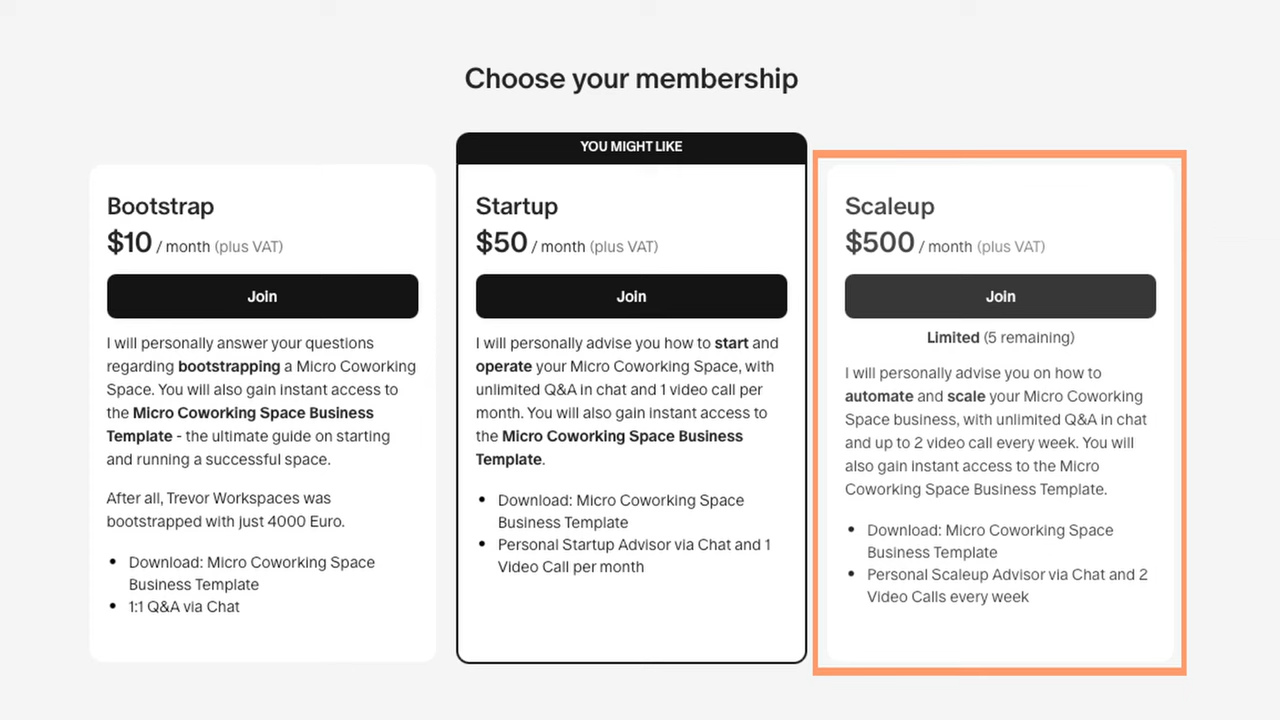 Choose your membership
YOU MIGHT LIKE
Bootstrap
$10 / month (plus VAT)
Join
I will personally answer your questions
regarding bootstrapping a Micro Coworking
Space. You will also gain instant access to
the Micro Coworking Space Business
Template - the ultimate guide on starting
and running a successful space.
After all, Trevor Workspaces was
bootstrapped with just 4000 Euro.
• Download: Micro Coworking Space
Business Template
• 1:1 Q&A via Chat
Startup
$50 / month (plus VAT)
Join
I will personally advise you how to start and
operate your Micro Coworking Space, with
unlimited Q&A in chat and 1 video call per
month. You will also gain instant access to
the Micro Coworking Space Business
Template.
• Download: Micro Coworking Space
Business Template
• Personal Startup Advisor via Chat and 1
Video Call per month
Scaleup
$500 / month (plus VAT)
Join
Limited (5 remaining)
I will personally advise you on how to
automate and scale your Micro Coworking
Space business, with unlimited Q&A in chat
and up to 2 video call every week. You will
also gain instant access to the Micro
Coworking Space Business Template.
• Download: Micro Coworking Space
Business Template
• Personal Scaleup Advisor via Chat and 2
Video Calls every week